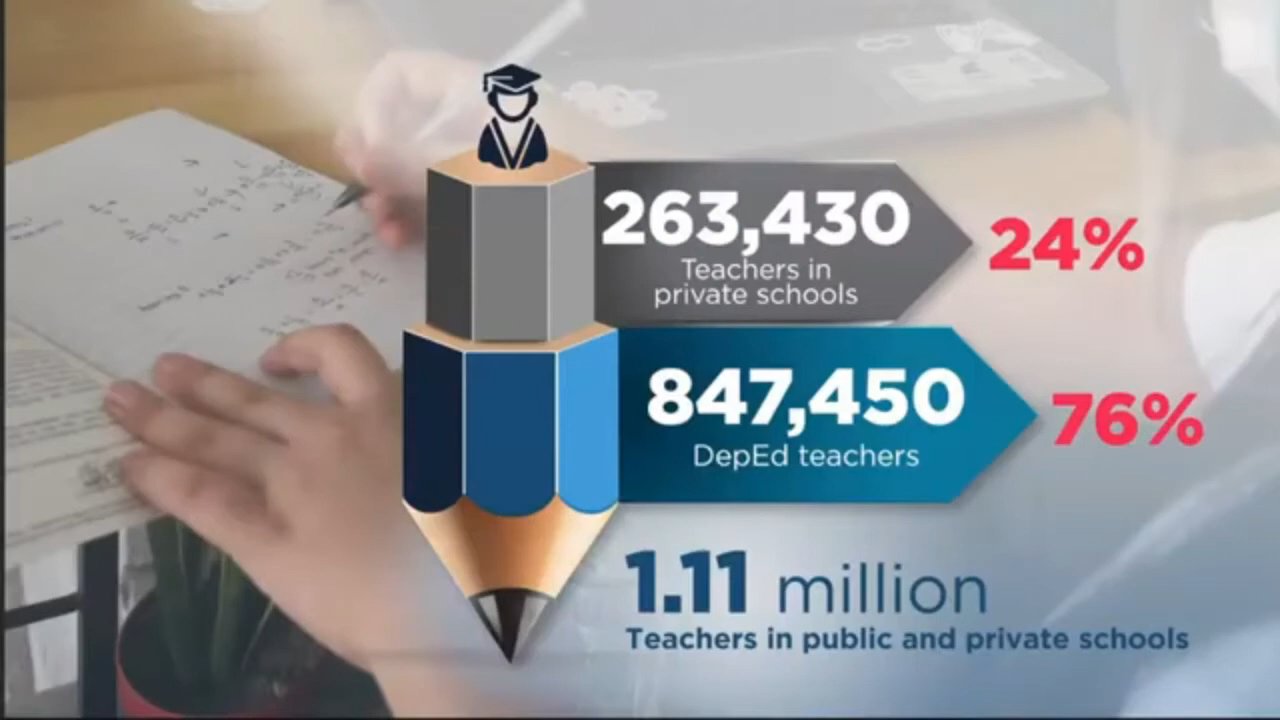 263,430
Teachers in
private schools
24%
847,450
DepEd teachers
76%
1.11 million
Teachers in public and private schools